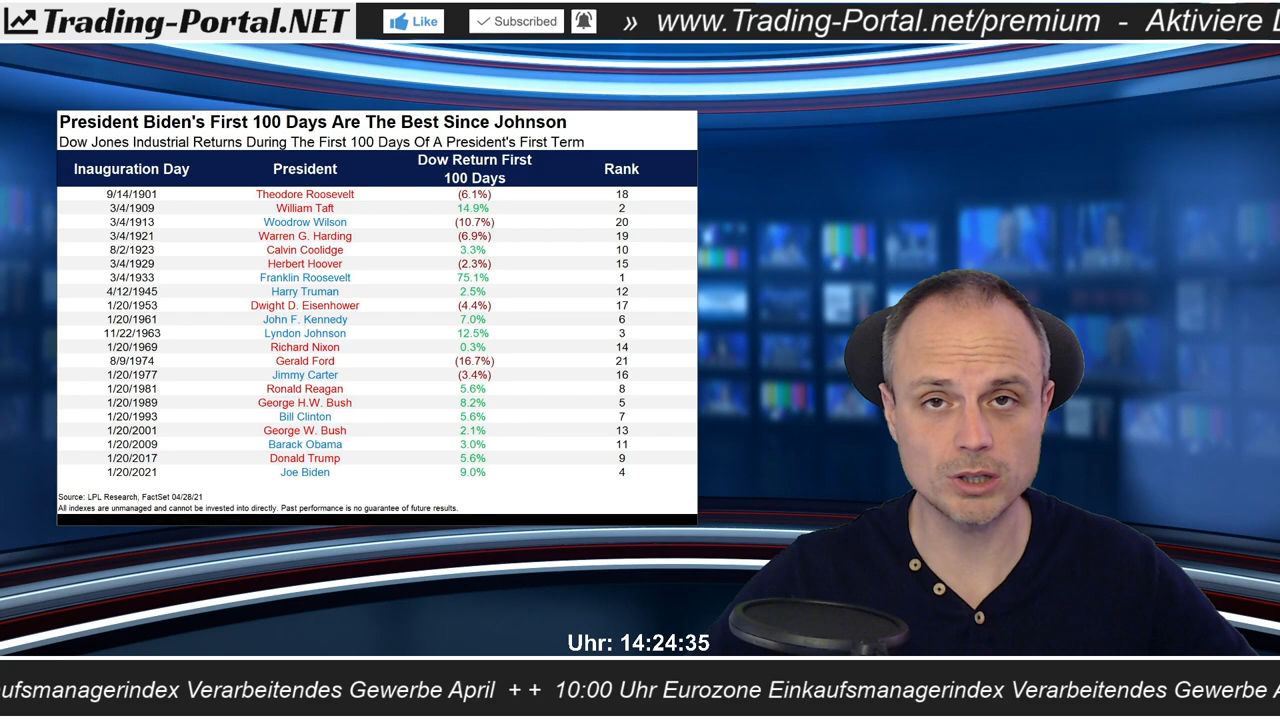 Trading-Portal.NET
Like
Subscribed
» www.Trading-Portal.net/premium - Aktiviere
President Biden's First 100 Days Are The Best Since Johnson
Dow Jones Industrial Returns During The First 100 Days Of A President's First Term
Inauguration Day President Dow Return First 100 Days Rank
9/14/1901 Theodore Roosevelt (6.1%) 18
3/4/1909 William Taft 14.9% 2
3/4/1913 Woodrow Wilson (10.7%) 20
3/4/1921 Warren G. Harding (6.9%) 19
8/2/1923 Calvin Coolidge 3.3% 10
3/4/1929 Herbert Hoover (2.3%) 15
3/4/1933 Franklin Roosevelt 75.1% 1
4/12/1945 Harry Truman 2.5% 12
1/20/1953 Dwight D. Eisenhower (4.4%) 17
1/20/1961 John F. Kennedy 7.0% 6
11/22/1963 Lyndon Johnson 12.5% 3
1/20/1969 Richard Nixon 0.3% 14
8/9/1974 Gerald Ford (16.7%) 21
1/20/1977 Jimmy Carter (3.4%) 16
1/20/1981 Ronald Reagan 5.6% 8
1/20/1989 George H.W. Bush 8.2% 5
1/20/1993 Bill Clinton 5.6% 7
1/20/2001 George W. Bush 2.1% 13
1/20/2009 Barack Obama 3.0% 11
1/20/2017 Donald Trump 5.6% 9
1/20/2021 Joe Biden 9.0% 4
Source: LPL Research, FactSet 04/28/21
All indexes are unmanaged and cannot be invested into directly. Past performance is no guarantee of future results.
Uhr: 14:24:35
ufsmanagerindex Verarbeitendes Gewerbe April ++ 10:00 Uhr Eurozone Einkaufsmanagerindex Verarbeitendes Gewerbe